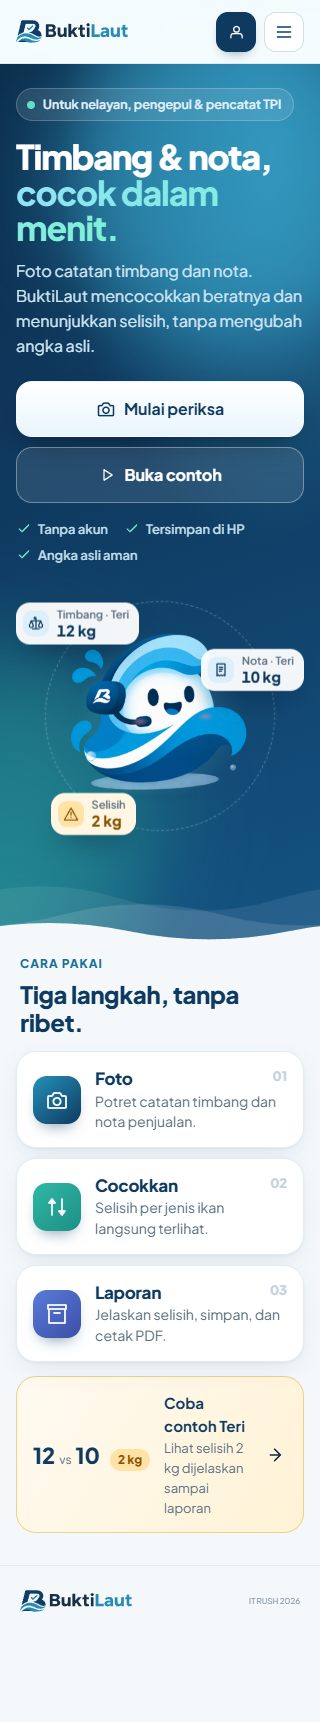 BuktiLaut
Untuk nelayan, pengepul & pencatat TPI
Timbang & nota,
cocok dalam
menit.
Foto catatan timbang dan nota.
BuktiLaut mencocokkan beratnya dan
menunjukkan selisih, tanpa mengubah
angka asli.
Mulai periksa
Buka contoh
Tanpa akun
Tersimpan di HP
Angka asli aman
Timbang · Teri
12 kg
Nota · Teri
10 kg
Selisih
2 kg
CARA PAKAI
Tiga langkah, tanpa
ribet.
Foto
01
Potret catatan timbang dan
nota penjualan.
Cocokkan
02
Selisih per jenis ikan
langsung terlihat.
Laporan
03
Jelaskan selisih, simpan, dan
cetak PDF.
12 vs 10 2 kg
Coba
contoh Teri
Lihat selisih 2
kg dijelaskan
sampai
laporan
BuktiLaut
ITRUSH 2026